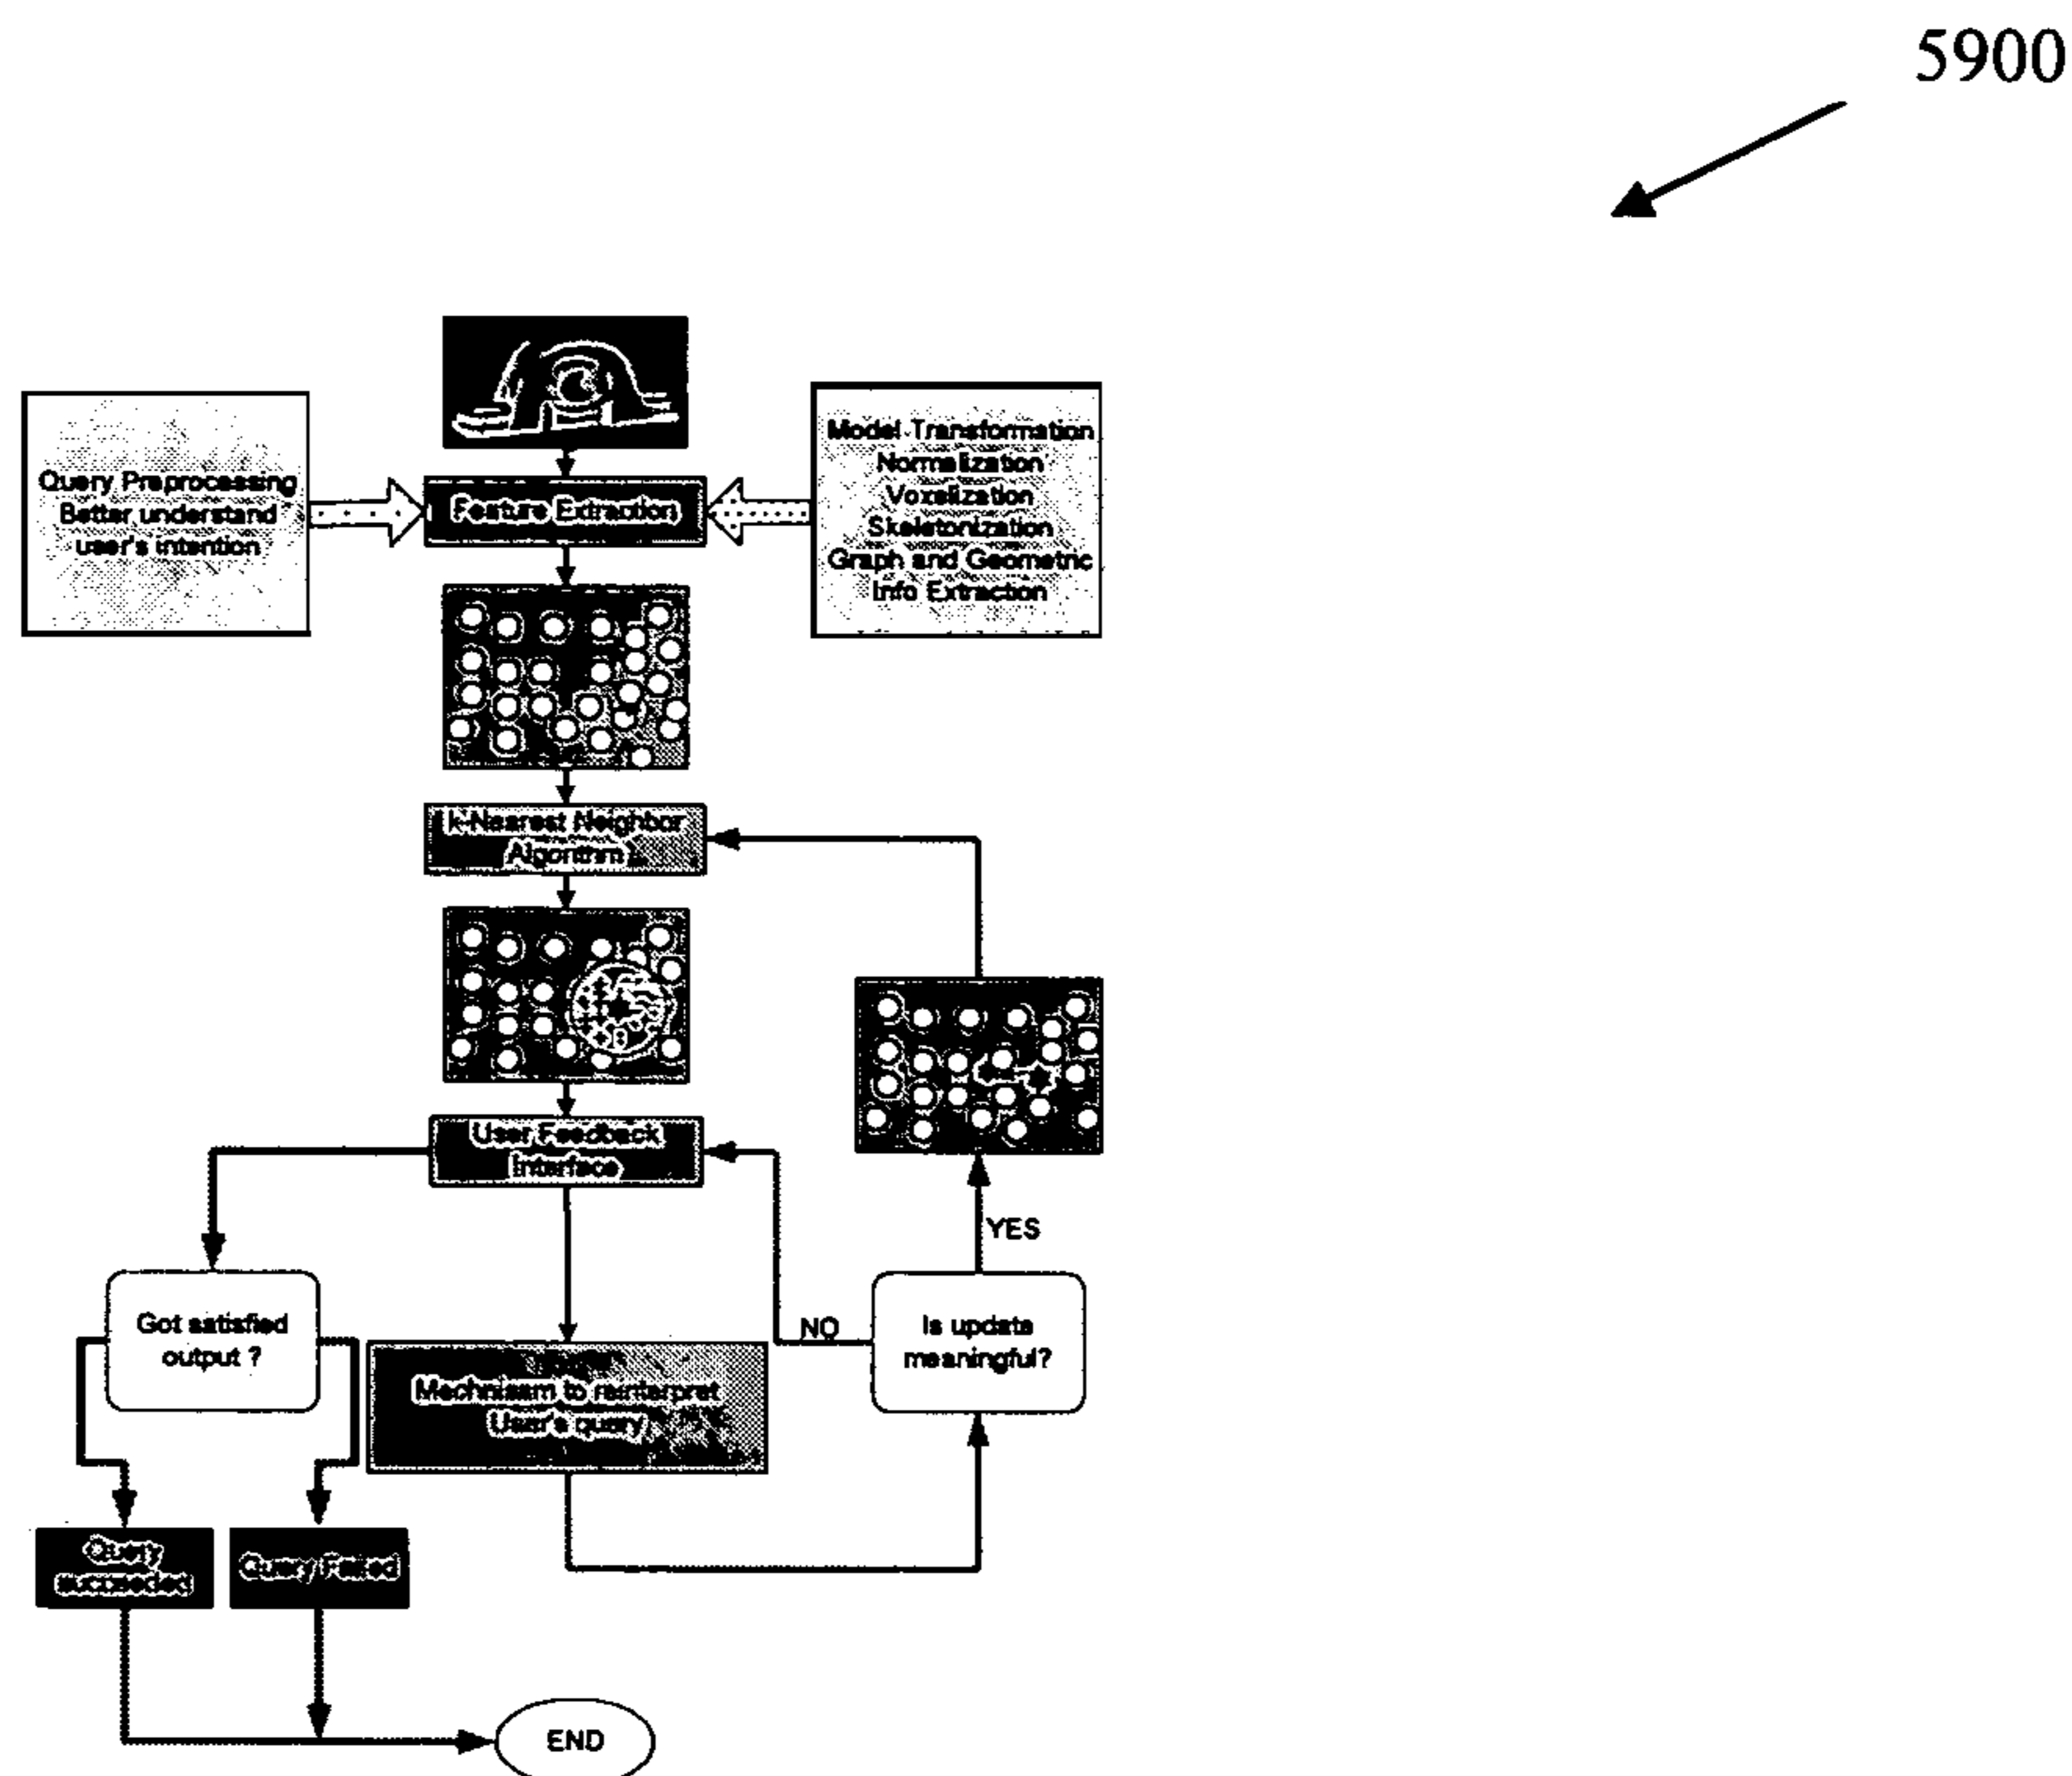 5900
Query Preprocessing
Better understand
user's intention
Feature Extraction
Model Transformation
Normalization
Voxelization
Skeletonization
Graph and Geometric
Info Extraction
k-Nearest Neighbor
Algorithm
User Feedback
Interface
YES
Got satisfied
output ?
NO
Is update
meaningful?
Mechnisam to reinterpret
User's query
Query
succeeded
Query Failed
END